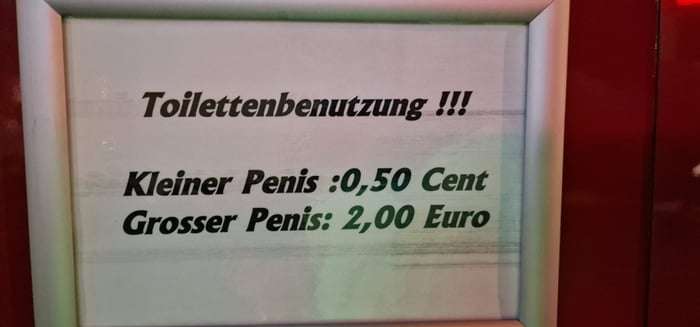 Toilettenbenutzung !!!
Kleiner Penis :0,50 Cent
Grosser Penis: 2,00 Euro